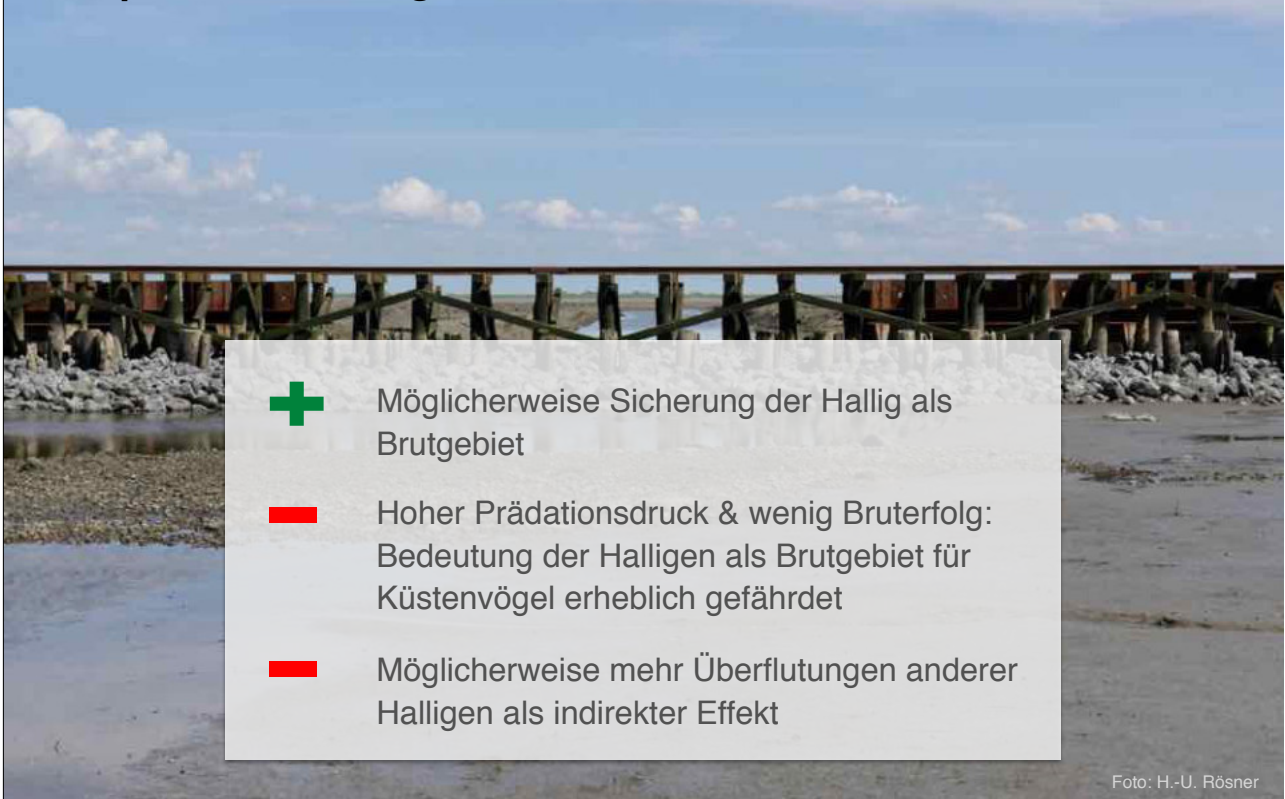 Möglicherweise Sicherung der Hallig als
Brutgebiet
Hoher Prädationsdruck & wenig Bruterfolg:
Bedeutung der Halligen als Brutgebiet für
Küstenvögel erheblich gefährdet
Möglicherweise mehr Überflutungen anderer
Halligen als indirekter Effekt
Foto: H.-U. Rösner